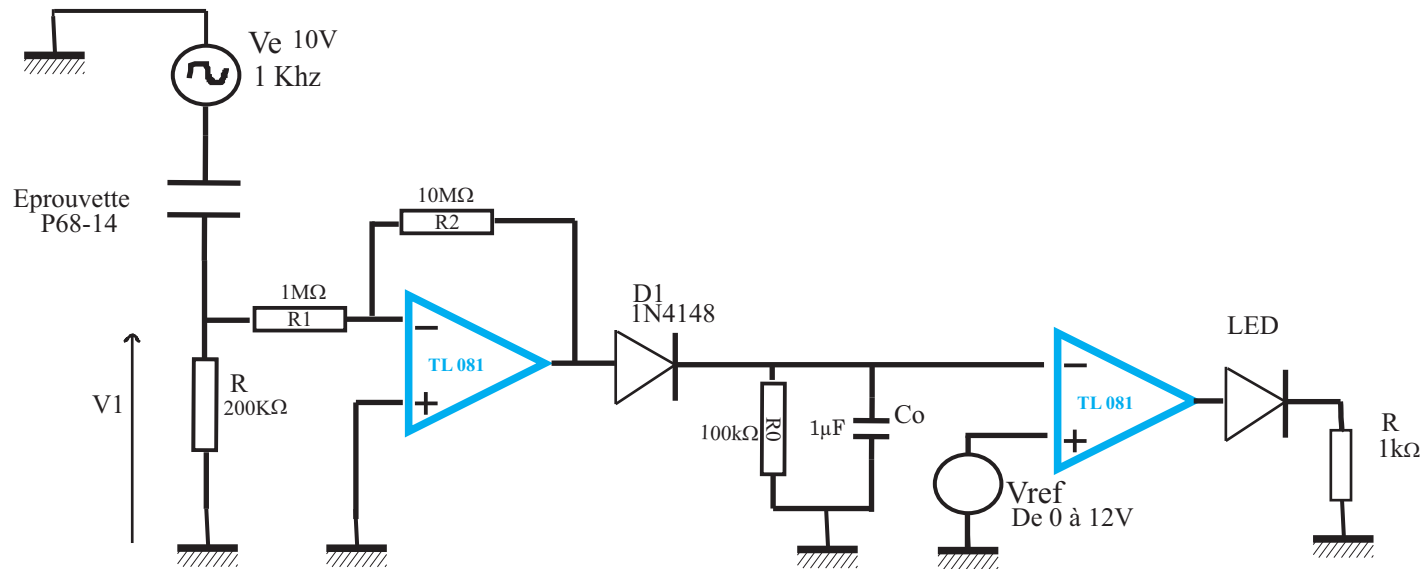 Ve 10V
1 Khz
Eprouvette
P68-14
10MΩ
R2
1MΩ
R1
−
+
TL 081
V1
R
200KΩ
D1
1N4148
100kΩ
R0
1µF
Co
−
+
TL 081
Vref
De 0 à 12V
LED
R
1kΩ